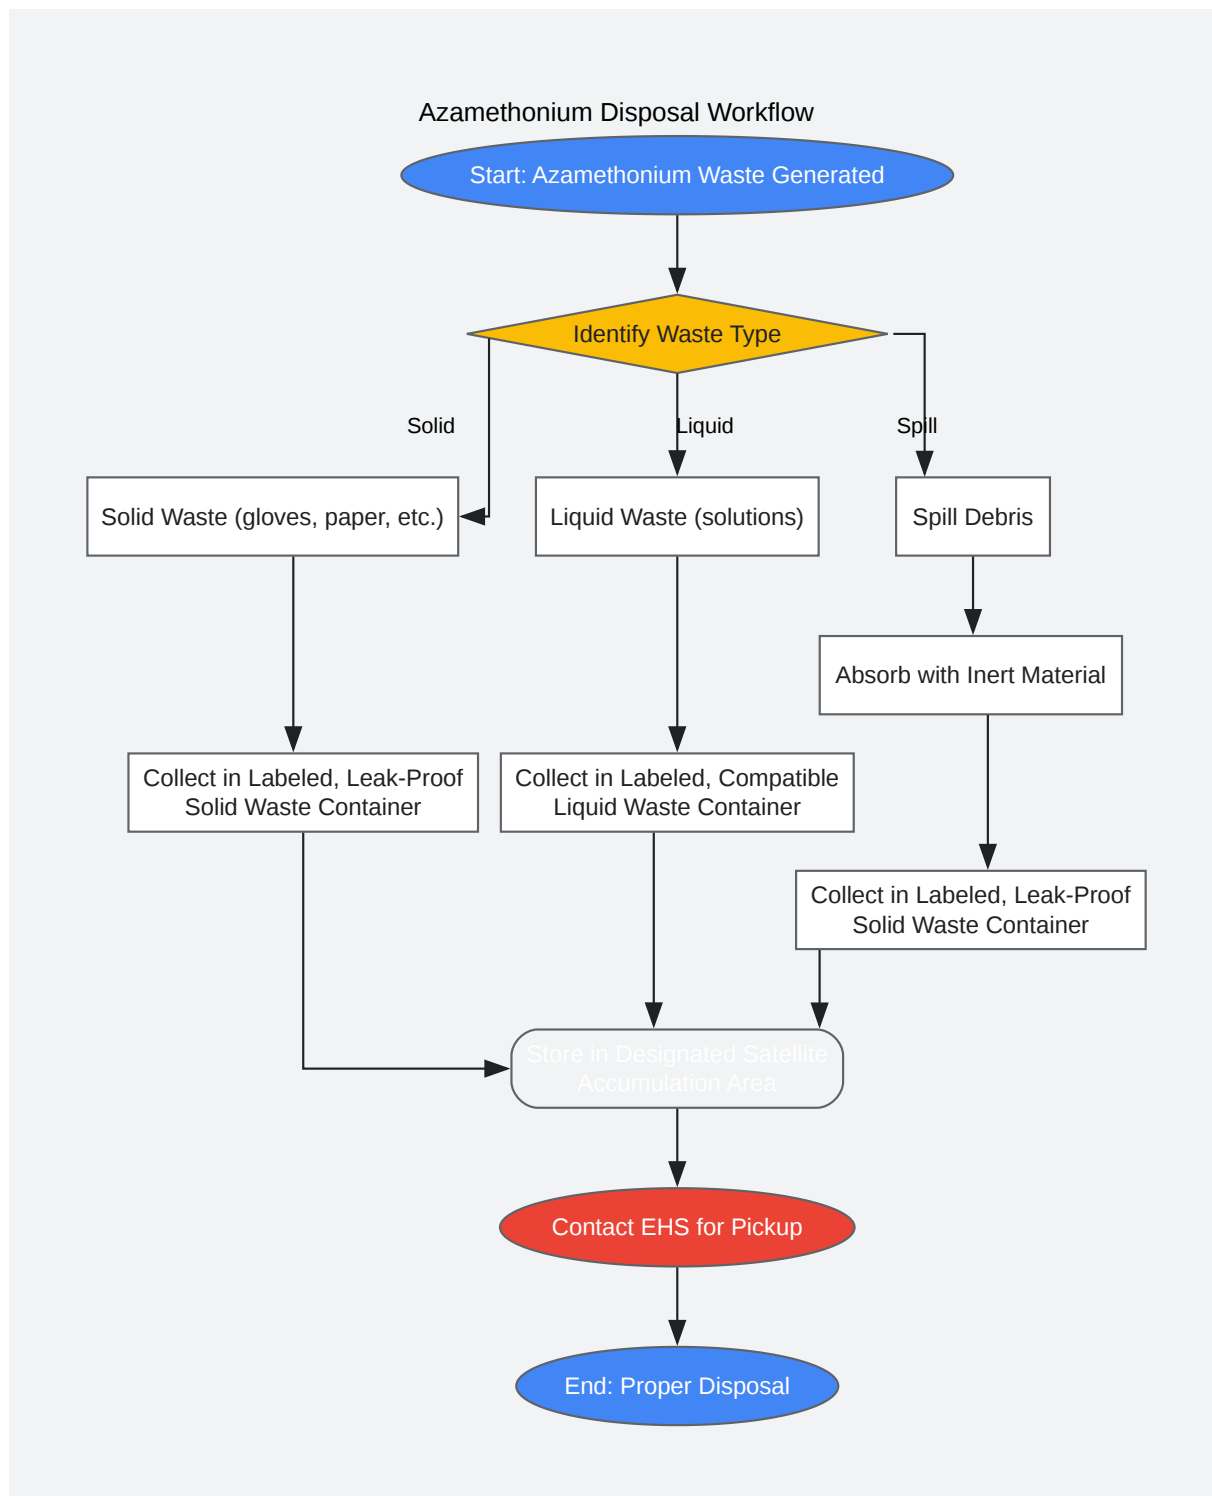 Azamethonium Disposal Workflow
Start: Azamethonium Waste Generated
Identify Waste Type
Solid
Liquid
Spill
Solid Waste (gloves, paper, etc.)
Liquid Waste (solutions)
Spill Debris
Absorb with Inert Material
Collect in Labeled, Leak-Proof
Solid Waste Container
Collect in Labeled, Compatible
Liquid Waste Container
Collect in Labeled, Leak-Proof
Solid Waste Container
Store in Designated Satellite
Accumulation Area
Contact EHS for Pickup
End: Proper Disposal